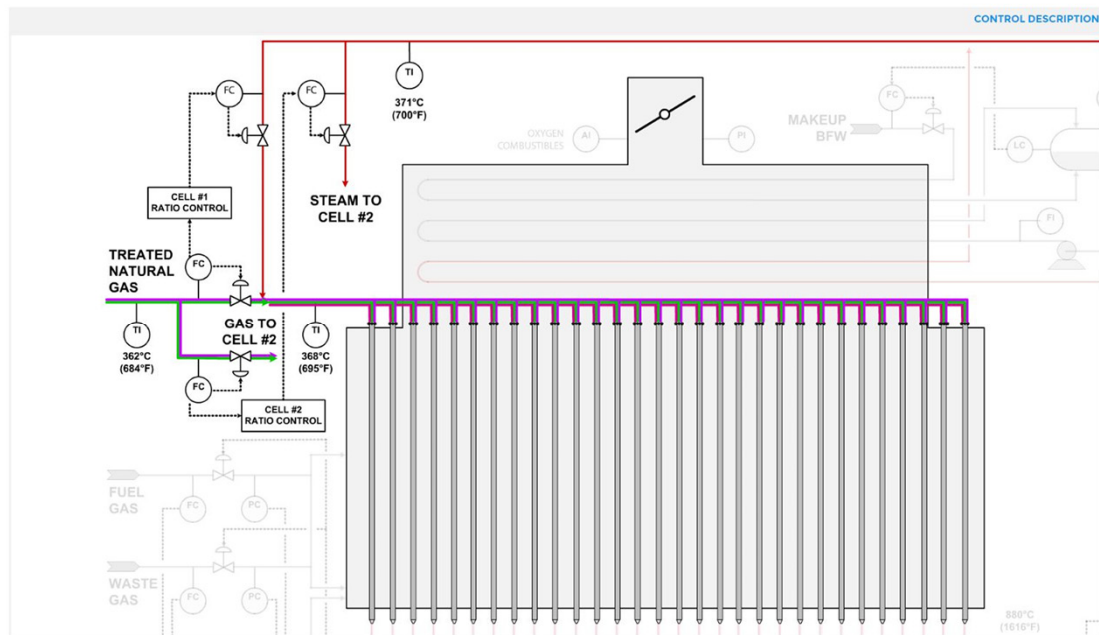 CONTROL DESCRIPTION
FC
FC
TI
371°C
(700°F)
OXYGEN
COMBUSTIBLES
AI
PI
MAKEUP
BFW
FC
LC
CELL #1
RATIO CONTROL
STEAM TO
CELL #2
FI
TREATED
NATURAL
GAS
FC
TI
362°C
(684°F)
GAS TO
CELL #2
TI
368°C
(695°F)
FC
CELL #2
RATIO CONTROL
FUEL
GAS
FC
PC
WASTE
GAS
FC
PC
880°C
(1616°F)